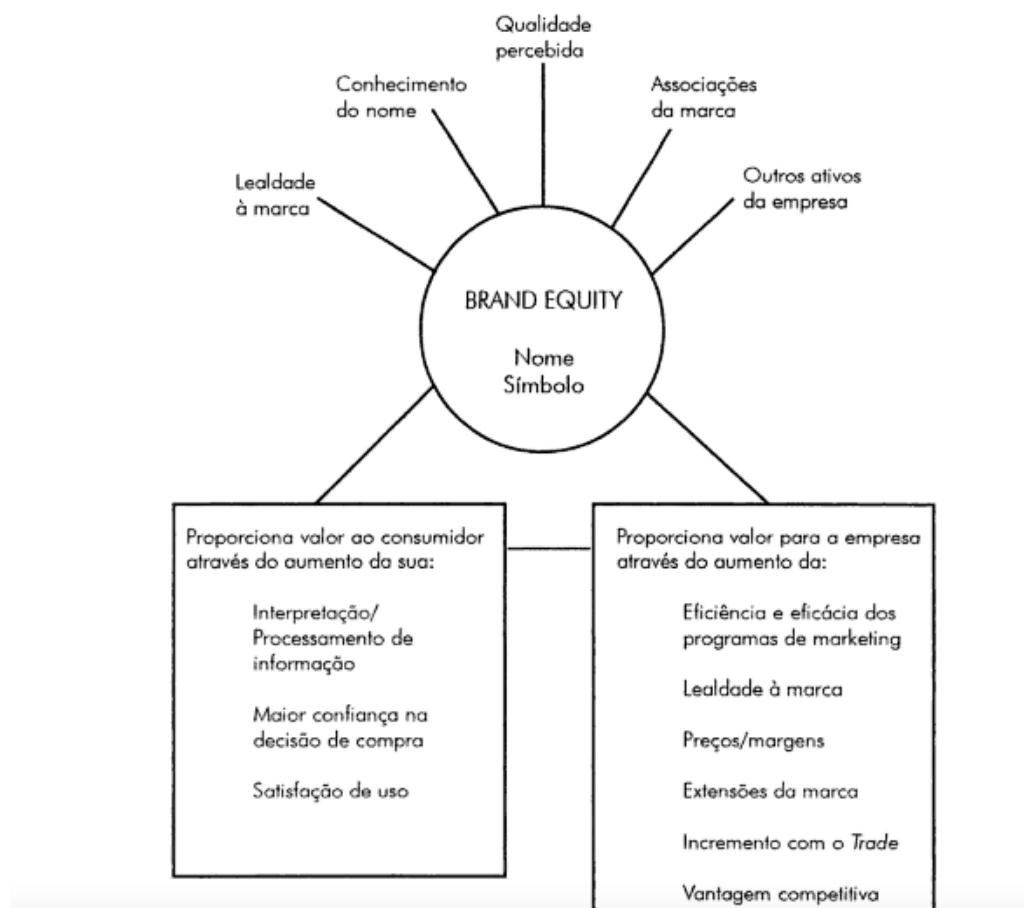 Qualidade
percebida
Conhecimento
do nome
Associações
da marca
Lealdade
à marca
Outros ativos
da empresa
BRAND EQUITY
Nome
Símbolo
Proporciona valor ao consumidor
através do aumento da sua:
Interpretação/
Processamento de
informação
Maior confiança na
decisão de compra
Satisfação de uso
Proporciona valor para a empresa
através do aumento da:
Eficiência e eficácia dos
programas de marketing
Lealdade à marca
Preços/margens
Extensões da marca
Incremento com o Trade
Vantagem competitiva